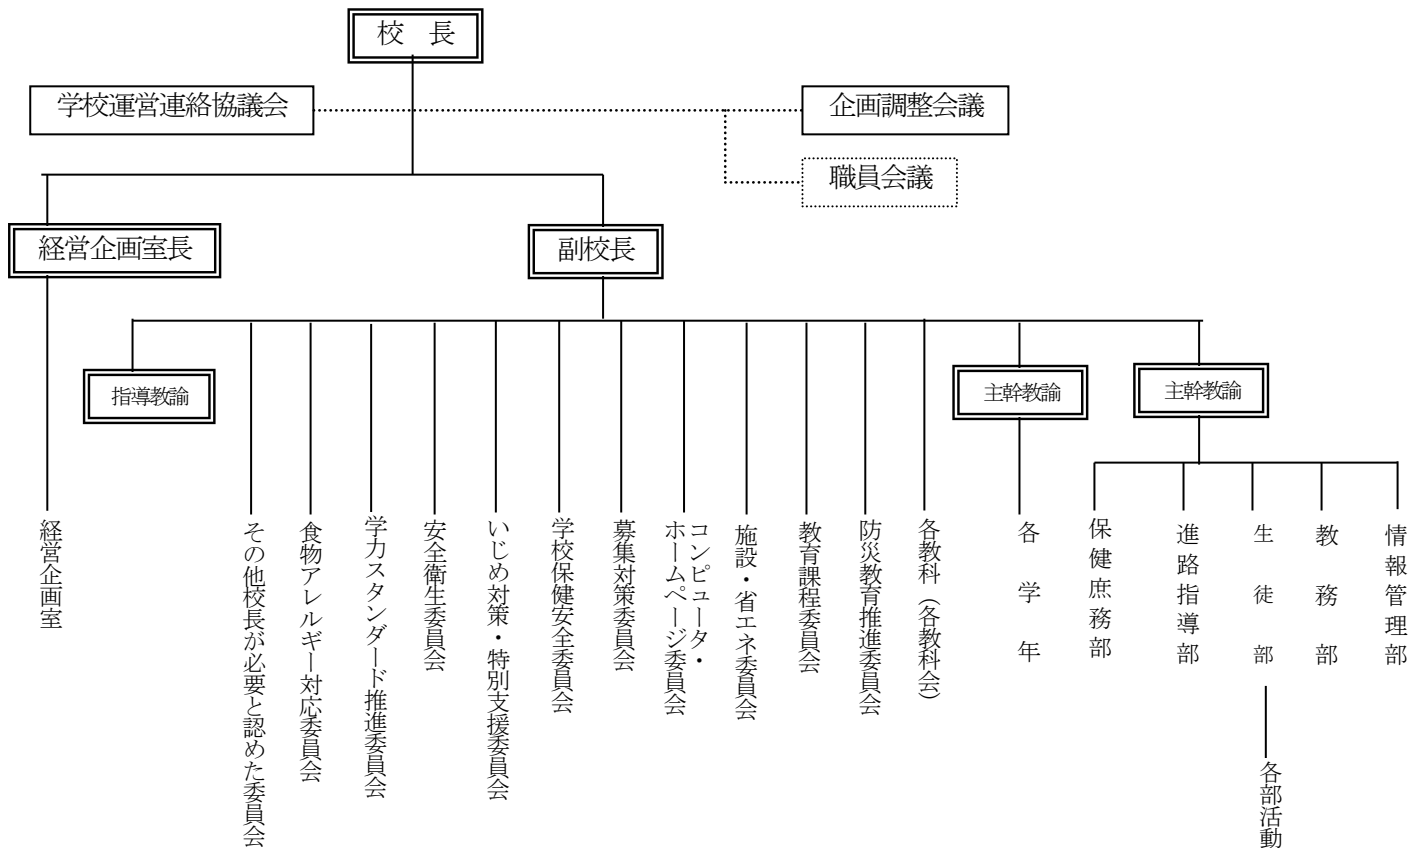 校　長
学校運営連絡協議会
企画調整会議
職員会議
経営企画室長
副校長
指導教諭
主幹教諭
主幹教諭
経営企画室
その他校長が必要と認めた委員会
食物アレルギー対応委員会
学力スタンダード推進委員会
安全衛生委員会
いじめ対策・特別支援委員会
学校保健安全委員会
募集対策委員会
コンピュータ・
ホームページ委員会
施設・省エネ委員会
教育課程委員会
防災教育推進委員会
各教科（各教科会）
各　学　年
保健庶務部
進路指導部
生　徒　部
教　務　部
情報管理部
各部活動